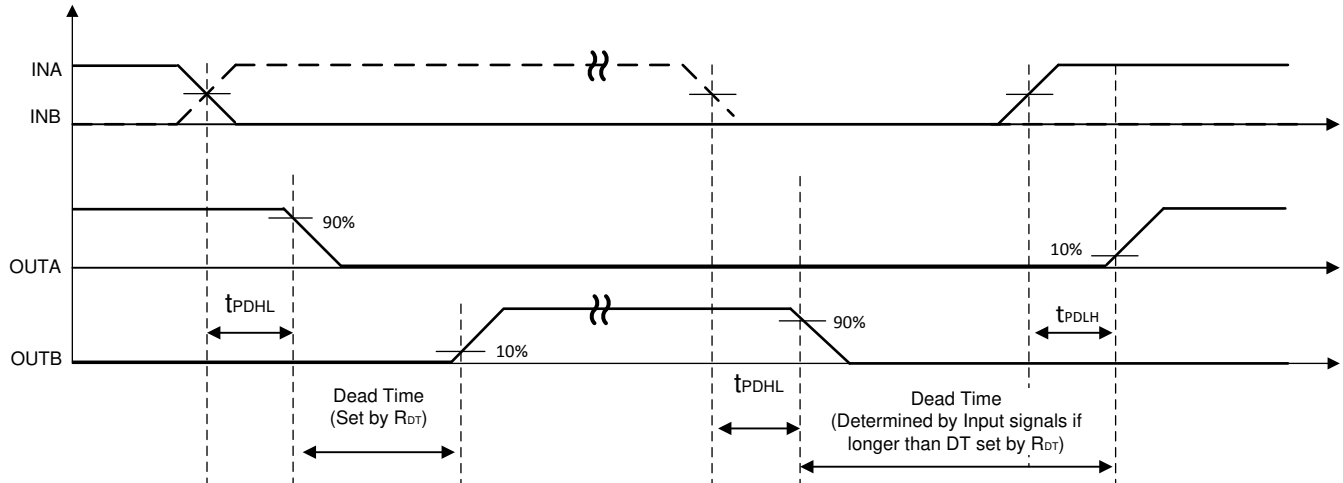 INA
INB
90%
10%
OUTA
tPDHL
90%
tPDLH
10%
OUTB
tPDHL
Dead Time
(Set by RDT)
Dead Time
(Determined by Input signals if
longer than DT set by RDT)